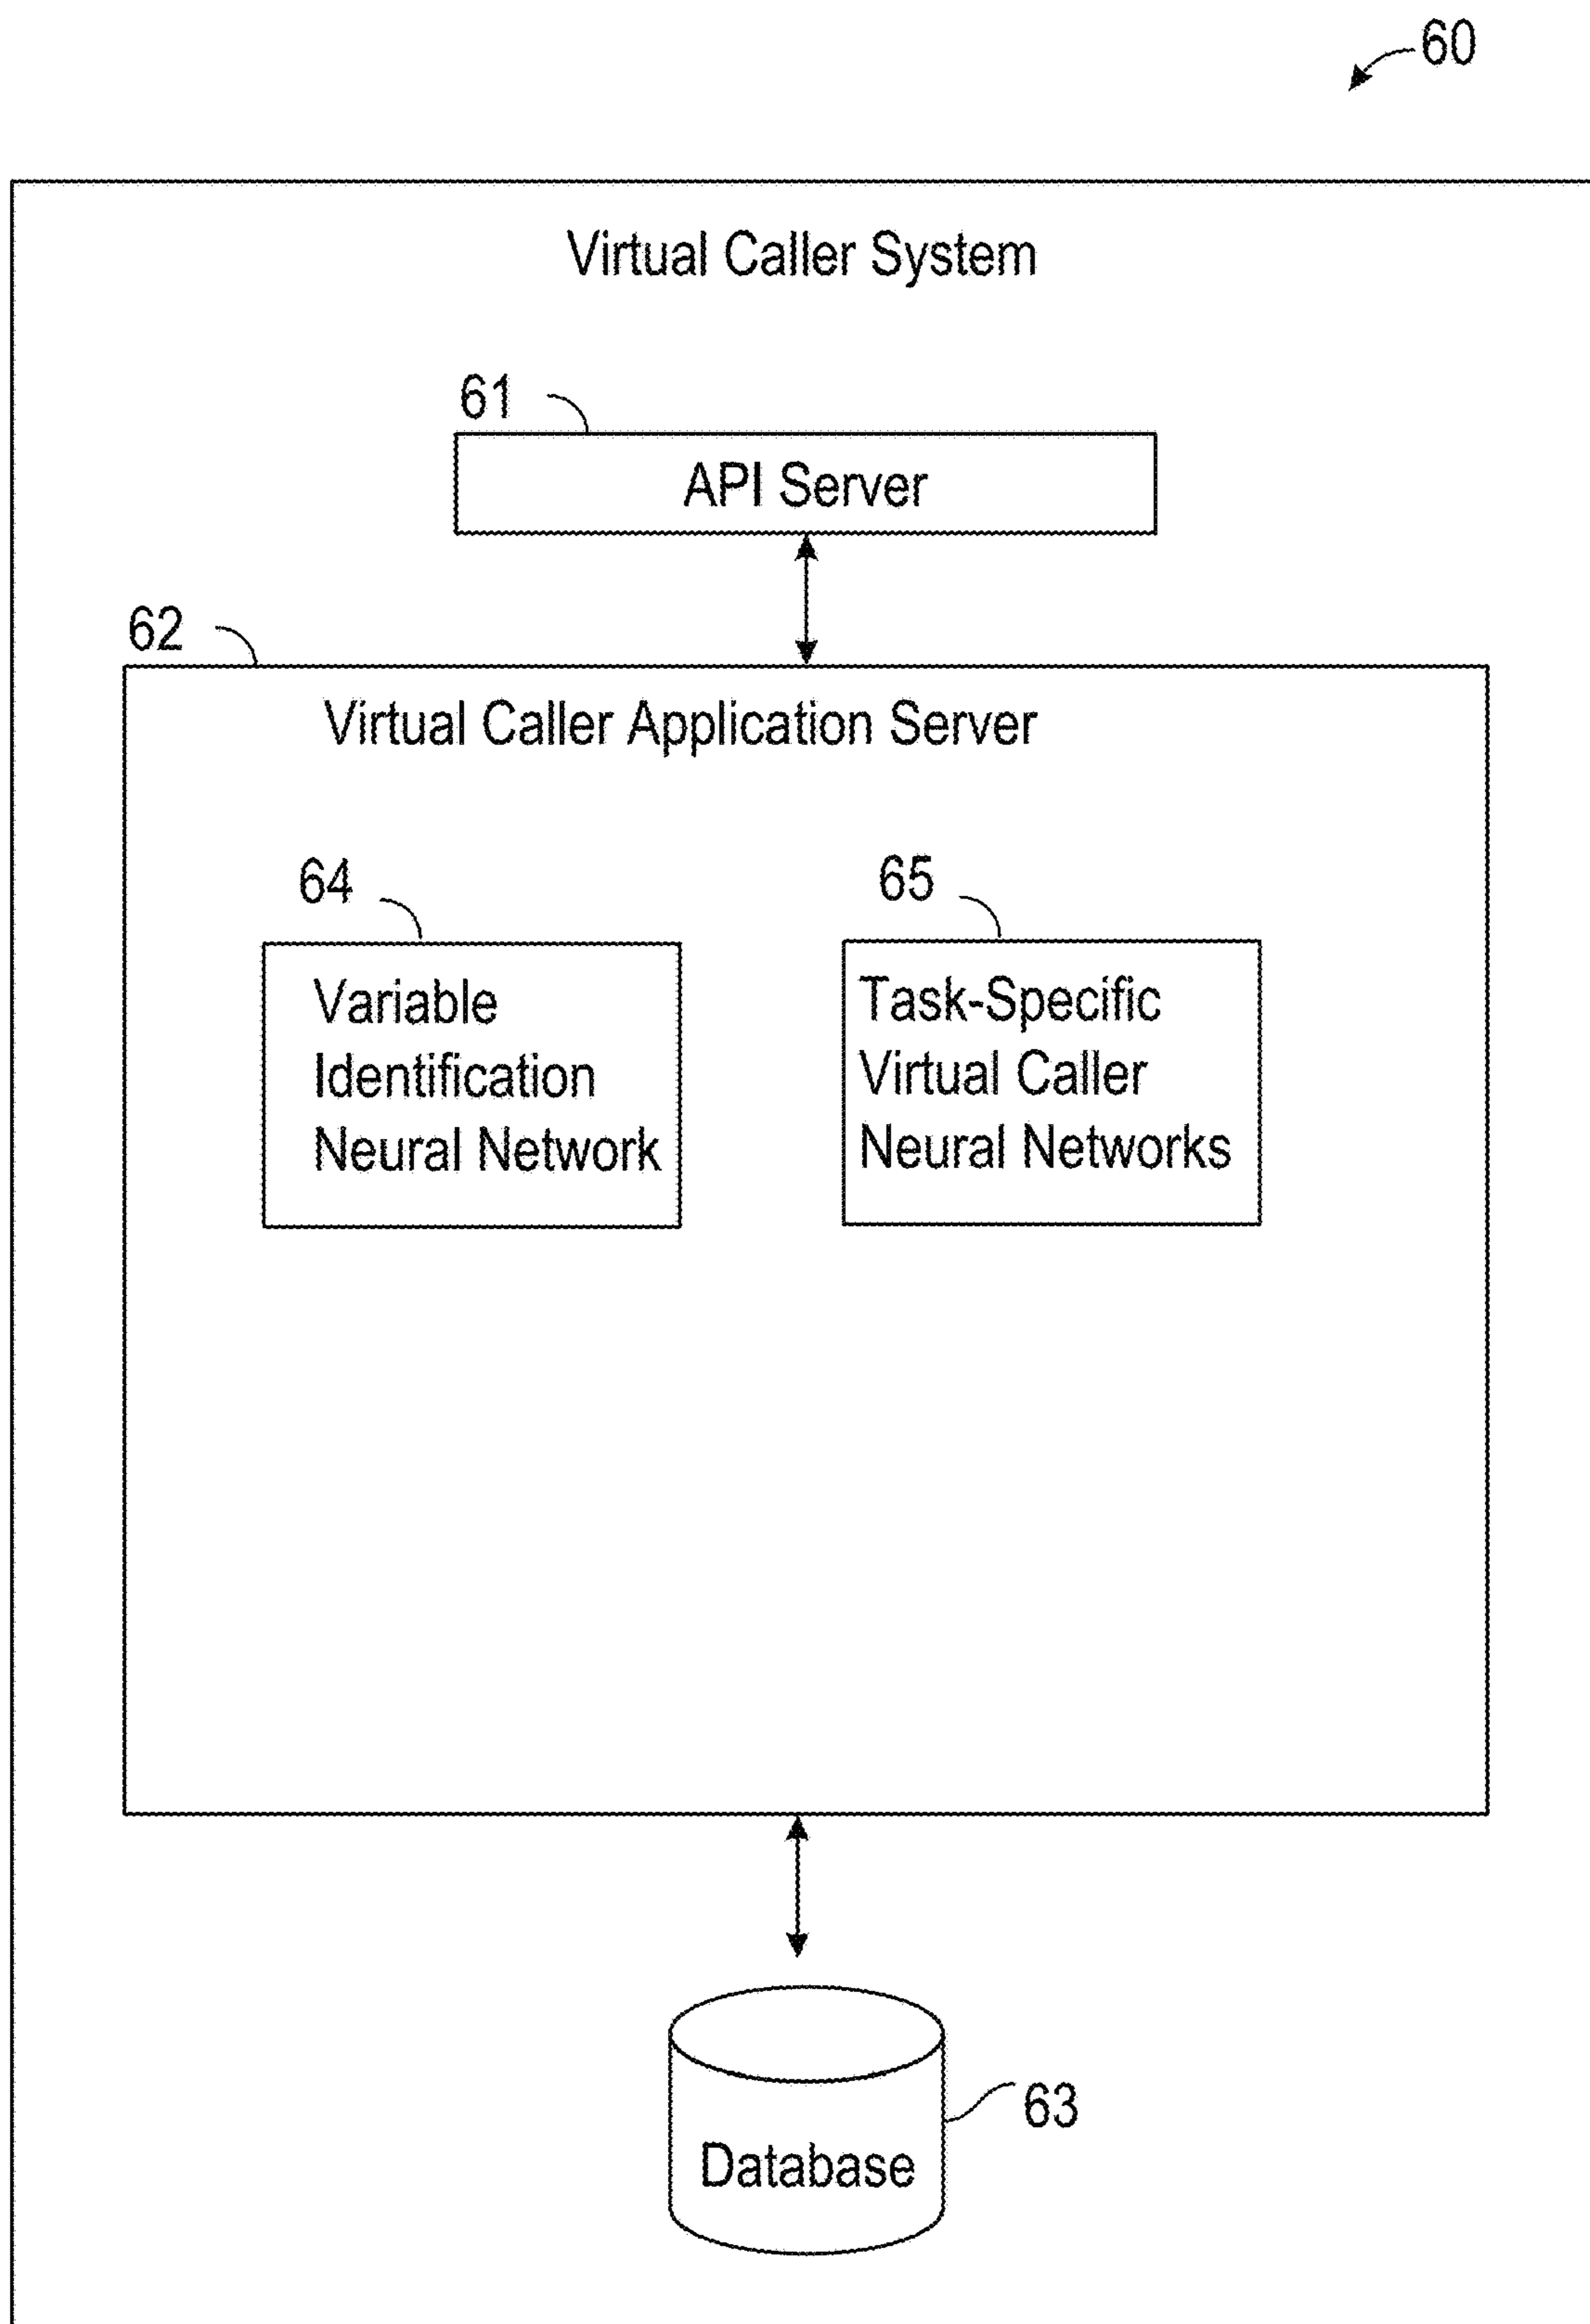 60
Virtual Caller System
61
API Server
62
Virtual Caller Application Server
64
65
Variable
Identification
Neural Network
Task-Specific
Virtual Caller
Neural Networks
63
Database